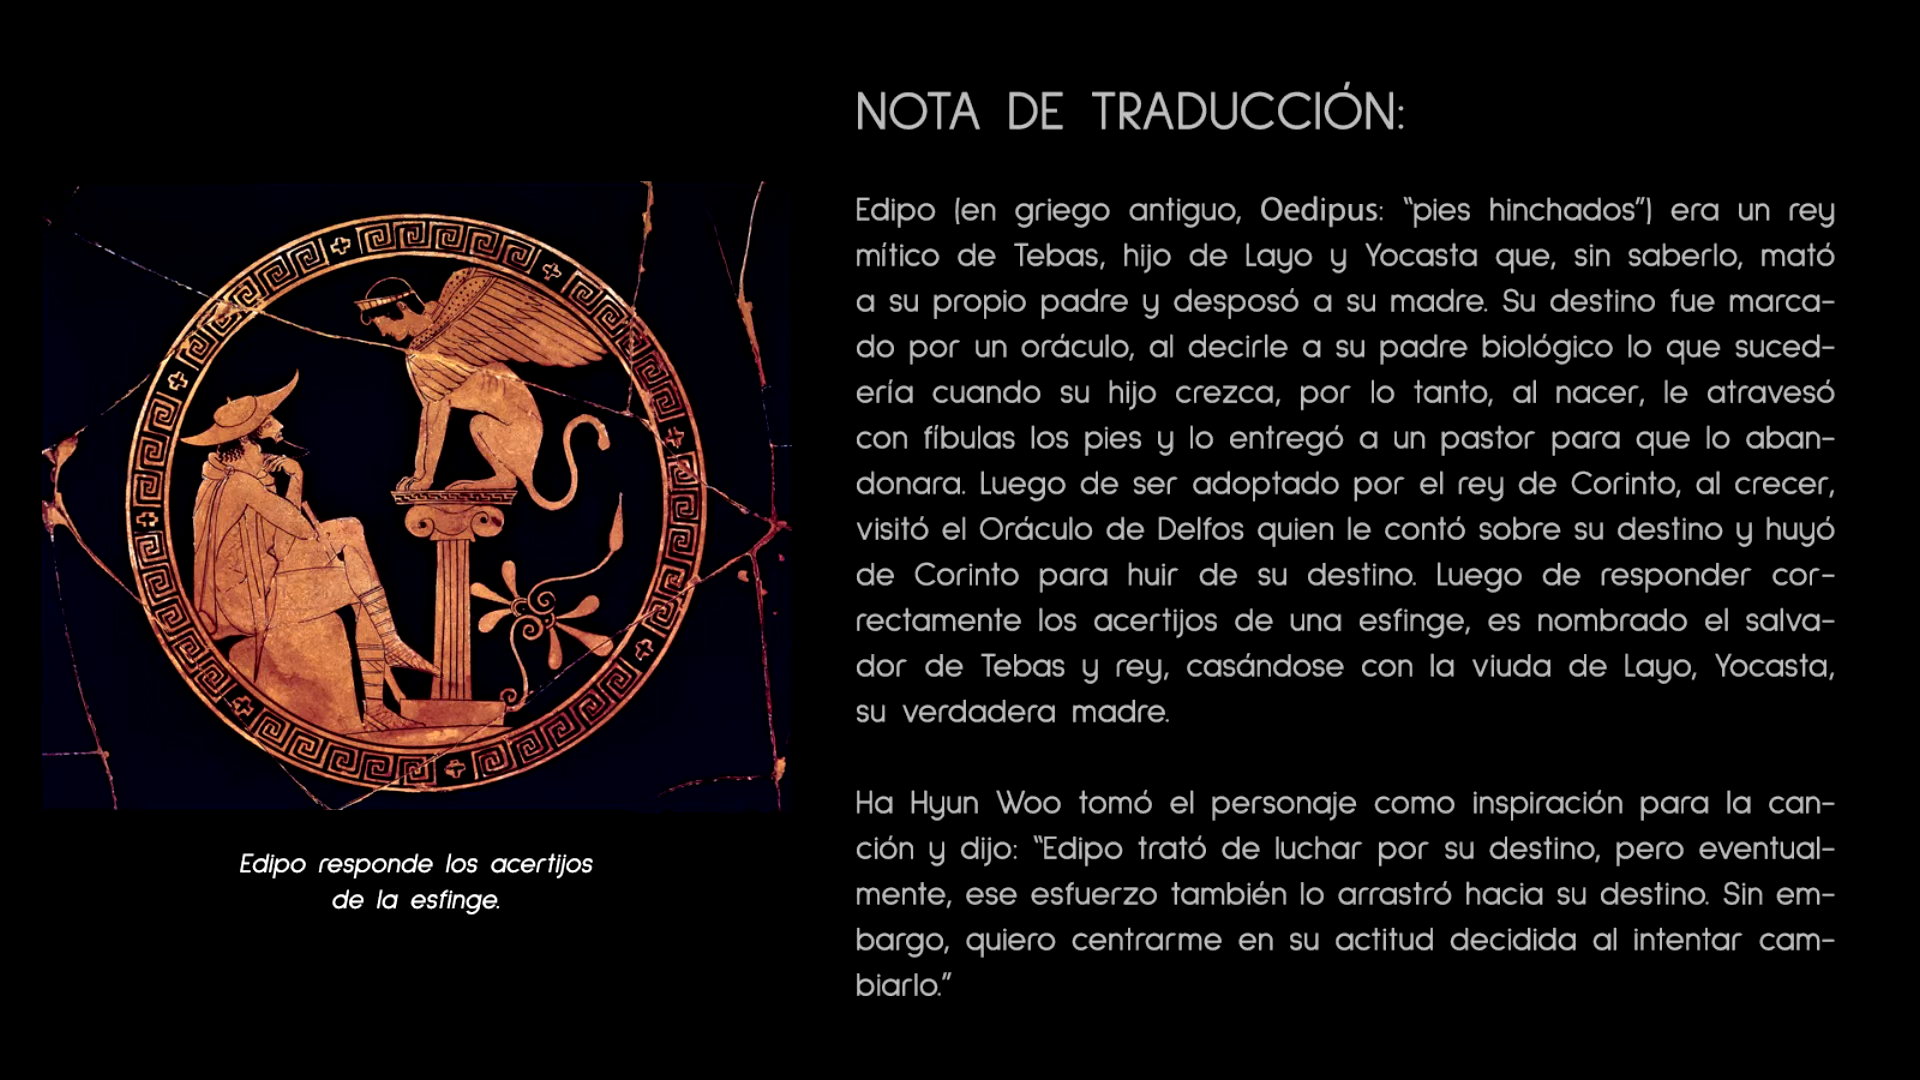 NOTA DE TRADUCCIÓN:
Edipo (en griego antiguo, Oedipus: “pies hinchados”) era un rey
mítico de Tebas, hijo de Layo y Yocasta que, sin saberlo, mató
a su propio padre y desposó a su madre. Su destino fue marca-
do por un oráculo, al decirle a su padre biológico lo que suced-
ería cuando su hijo crezca, por lo tanto, al nacer, le atravesó
con fíbulas los pies y lo entregó a un pastor para que lo aban-
donara. Luego de ser adoptado por el rey de Corinto, al crecer,
visitó el Oráculo de Delfos quien le contó sobre su destino y huyó
de Corinto para huir de su destino. Luego de responder cor-
rectamente los acertijos de una esfinge, es nombrado el salva-
dor de Tebas y rey, casándose con la viuda de Layo, Yocasta,
su verdadera madre.
Ha Hyun Woo tomó el personaje como inspiración para la can-
ción y dijo: “Edipo trató de luchar por su destino, pero eventual-
mente, ese esfuerzo también lo arrastró hacia su destino. Sin em-
bargo, quiero centrarme en su actitud decidida al intentar cam-
biarlo.”
Edipo responde los acertijos
de la esfinge.